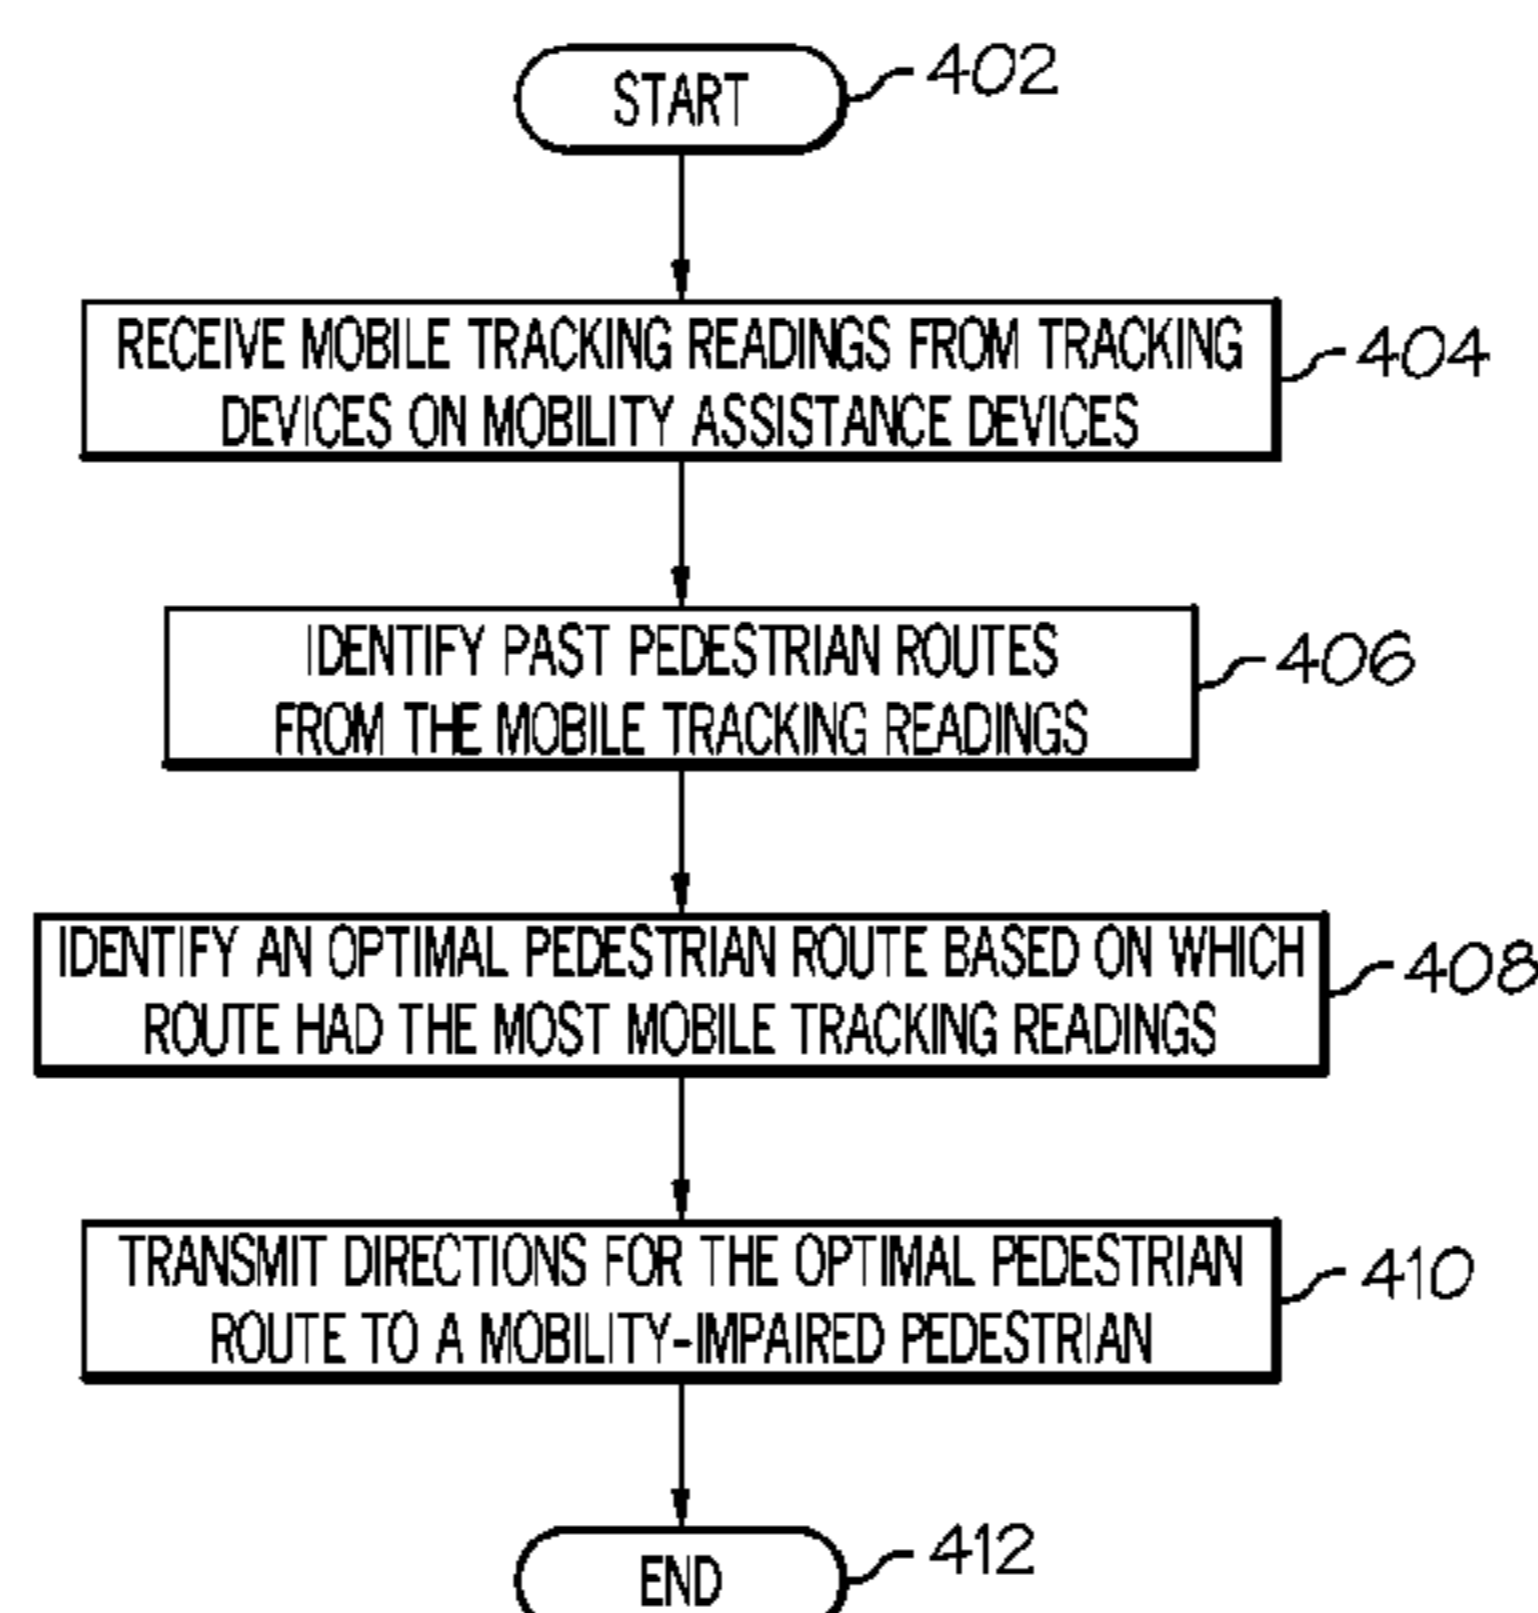 START
402
RECEIVE MOBILE TRACKING READINGS FROM TRACKING
DEVICES ON MOBILITY ASSISTANCE DEVICES
404
IDENTIFY PAST PEDESTRIAN ROUTES
FROM THE MOBILE TRACKING READINGS
406
IDENTIFY AN OPTIMAL PEDESTRIAN ROUTE BASED ON WHICH
ROUTE HAD THE MOST MOBILE TRACKING READINGS
408
TRANSMIT DIRECTIONS FOR THE OPTIMAL PEDESTRIAN
ROUTE TO A MOBILITY-IMPAIRED PEDESTRIAN
410
END
412